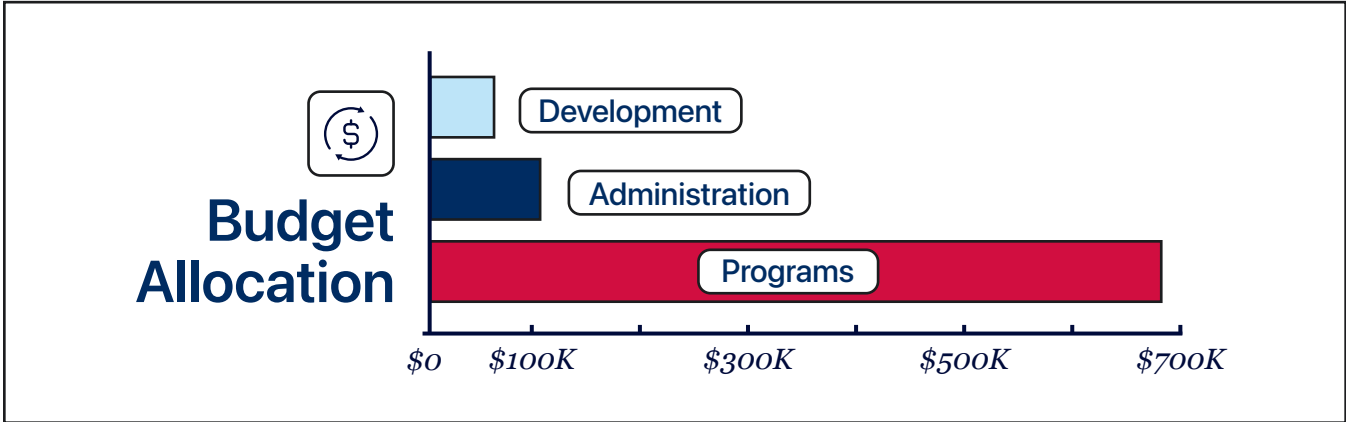 $
Development
Administration
Budget
Allocation
Programs
$0 $100K $300K $500K $700K